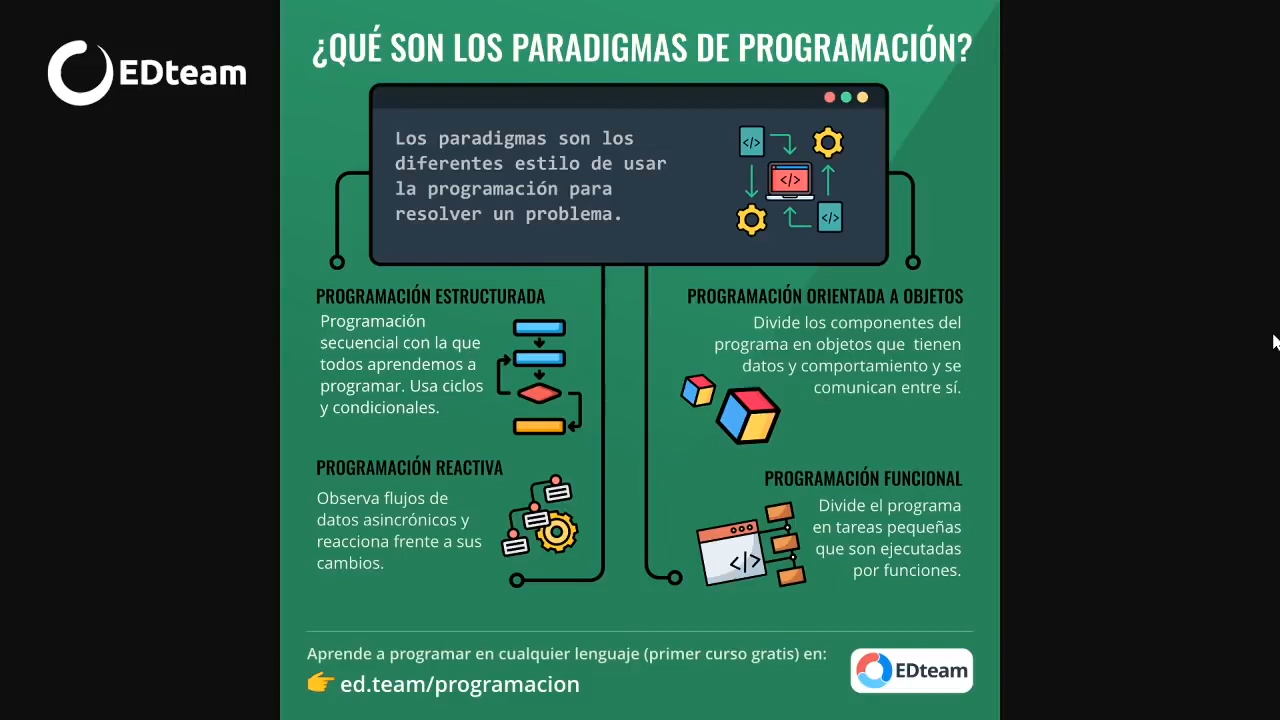 EDteam
¿QUÉ SON LOS PARADIGMAS DE PROGRAMACIÓN?
Los paradigmas son los
diferentes estilo de usar
la programación para
resolver un problema.
</>
</>
</>
PROGRAMACIÓN ESTRUCTURADA
Programación
secuencial con la que
todos aprendemos a
programar. Usa ciclos
y condicionales.
PROGRAMACIÓN ORIENTADA A OBJETOS
Divide los componentes del
programa en objetos que tienen
datos y comportamiento y se
comunican entre sí.
PROGRAMACIÓN REACTIVA
Observa flujos de
datos asincrónicos y
reacciona frente a sus
cambios.
PROGRAMACIÓN FUNCIONAL
Divide el programa
en tareas pequeñas
que son ejecutadas
por funciones.
</>
Aprende a programar en cualquier lenguaje (primer curso gratis) en:
ed.team/programacion
EDteam